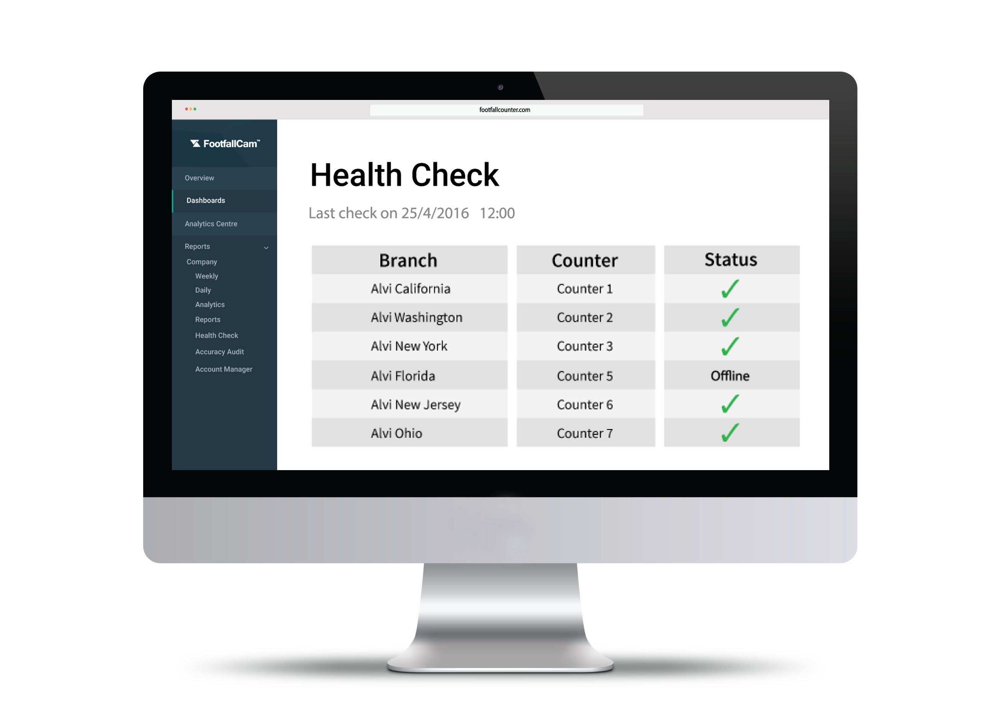 footfallcounter.com
FootfallCam™
Overview
Dashboards
Analytics Centre
Reports
Company
Weekly
Daily
Analytics
Reports
Health Check
Accuracy Audit
Account Manager
Health Check
Last check on 25/4/2016 12:00
Branch Counter Status
Alvi California Counter 1 ✓
Alvi Washington Counter 2 ✓
Alvi New York Counter 3 ✓
Alvi Florida Counter 5 Offline
Alvi New Jersey Counter 6 ✓
Alvi Ohio Counter 7 ✓